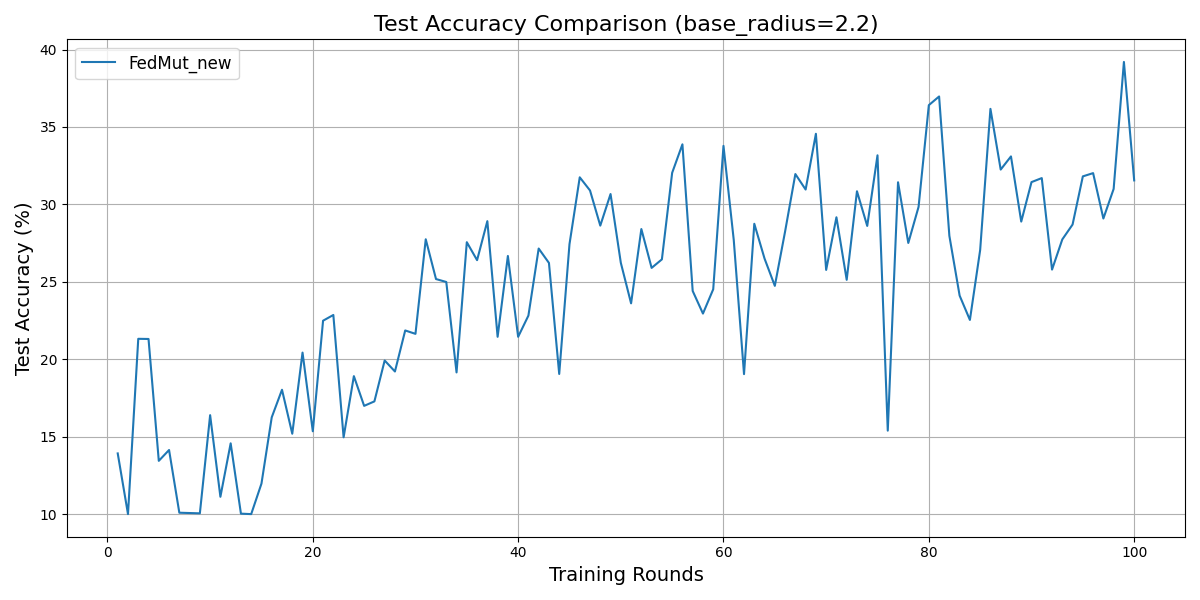 Test Accuracy Comparison (base_radius=2.2)
FedMut_new
Test Accuracy (%)
40
35
30
25
20
15
10
0 20 40 60 80 100
Training Rounds